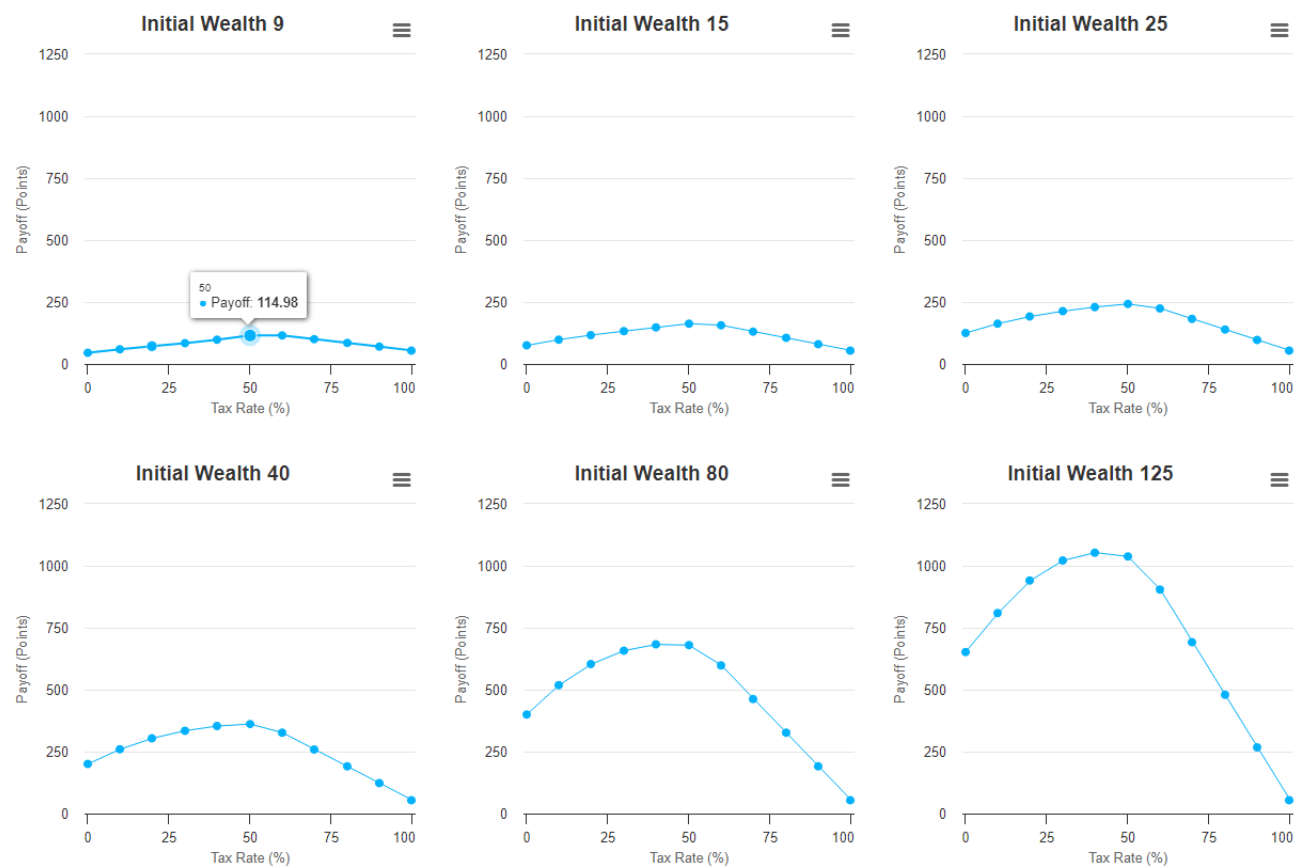 Initial Wealth 9
1250
1000
750
500
250
0
Payoff (Points)
50
● Payoff: 114.98
0 25 50 75 100
Tax Rate (%)
Initial Wealth 15
1250
1000
750
500
250
0
Payoff (Points)
0 25 50 75 100
Tax Rate (%)
Initial Wealth 25
1250
1000
750
500
250
0
Payoff (Points)
0 25 50 75 100
Tax Rate (%)
Initial Wealth 40
1250
1000
750
500
250
0
Payoff (Points)
0 25 50 75 100
Tax Rate (%)
Initial Wealth 80
1250
1000
750
500
250
0
Payoff (Points)
0 25 50 75 100
Tax Rate (%)
Initial Wealth 125
1250
1000
750
500
250
0
Payoff (Points)
0 25 50 75 100
Tax Rate (%)